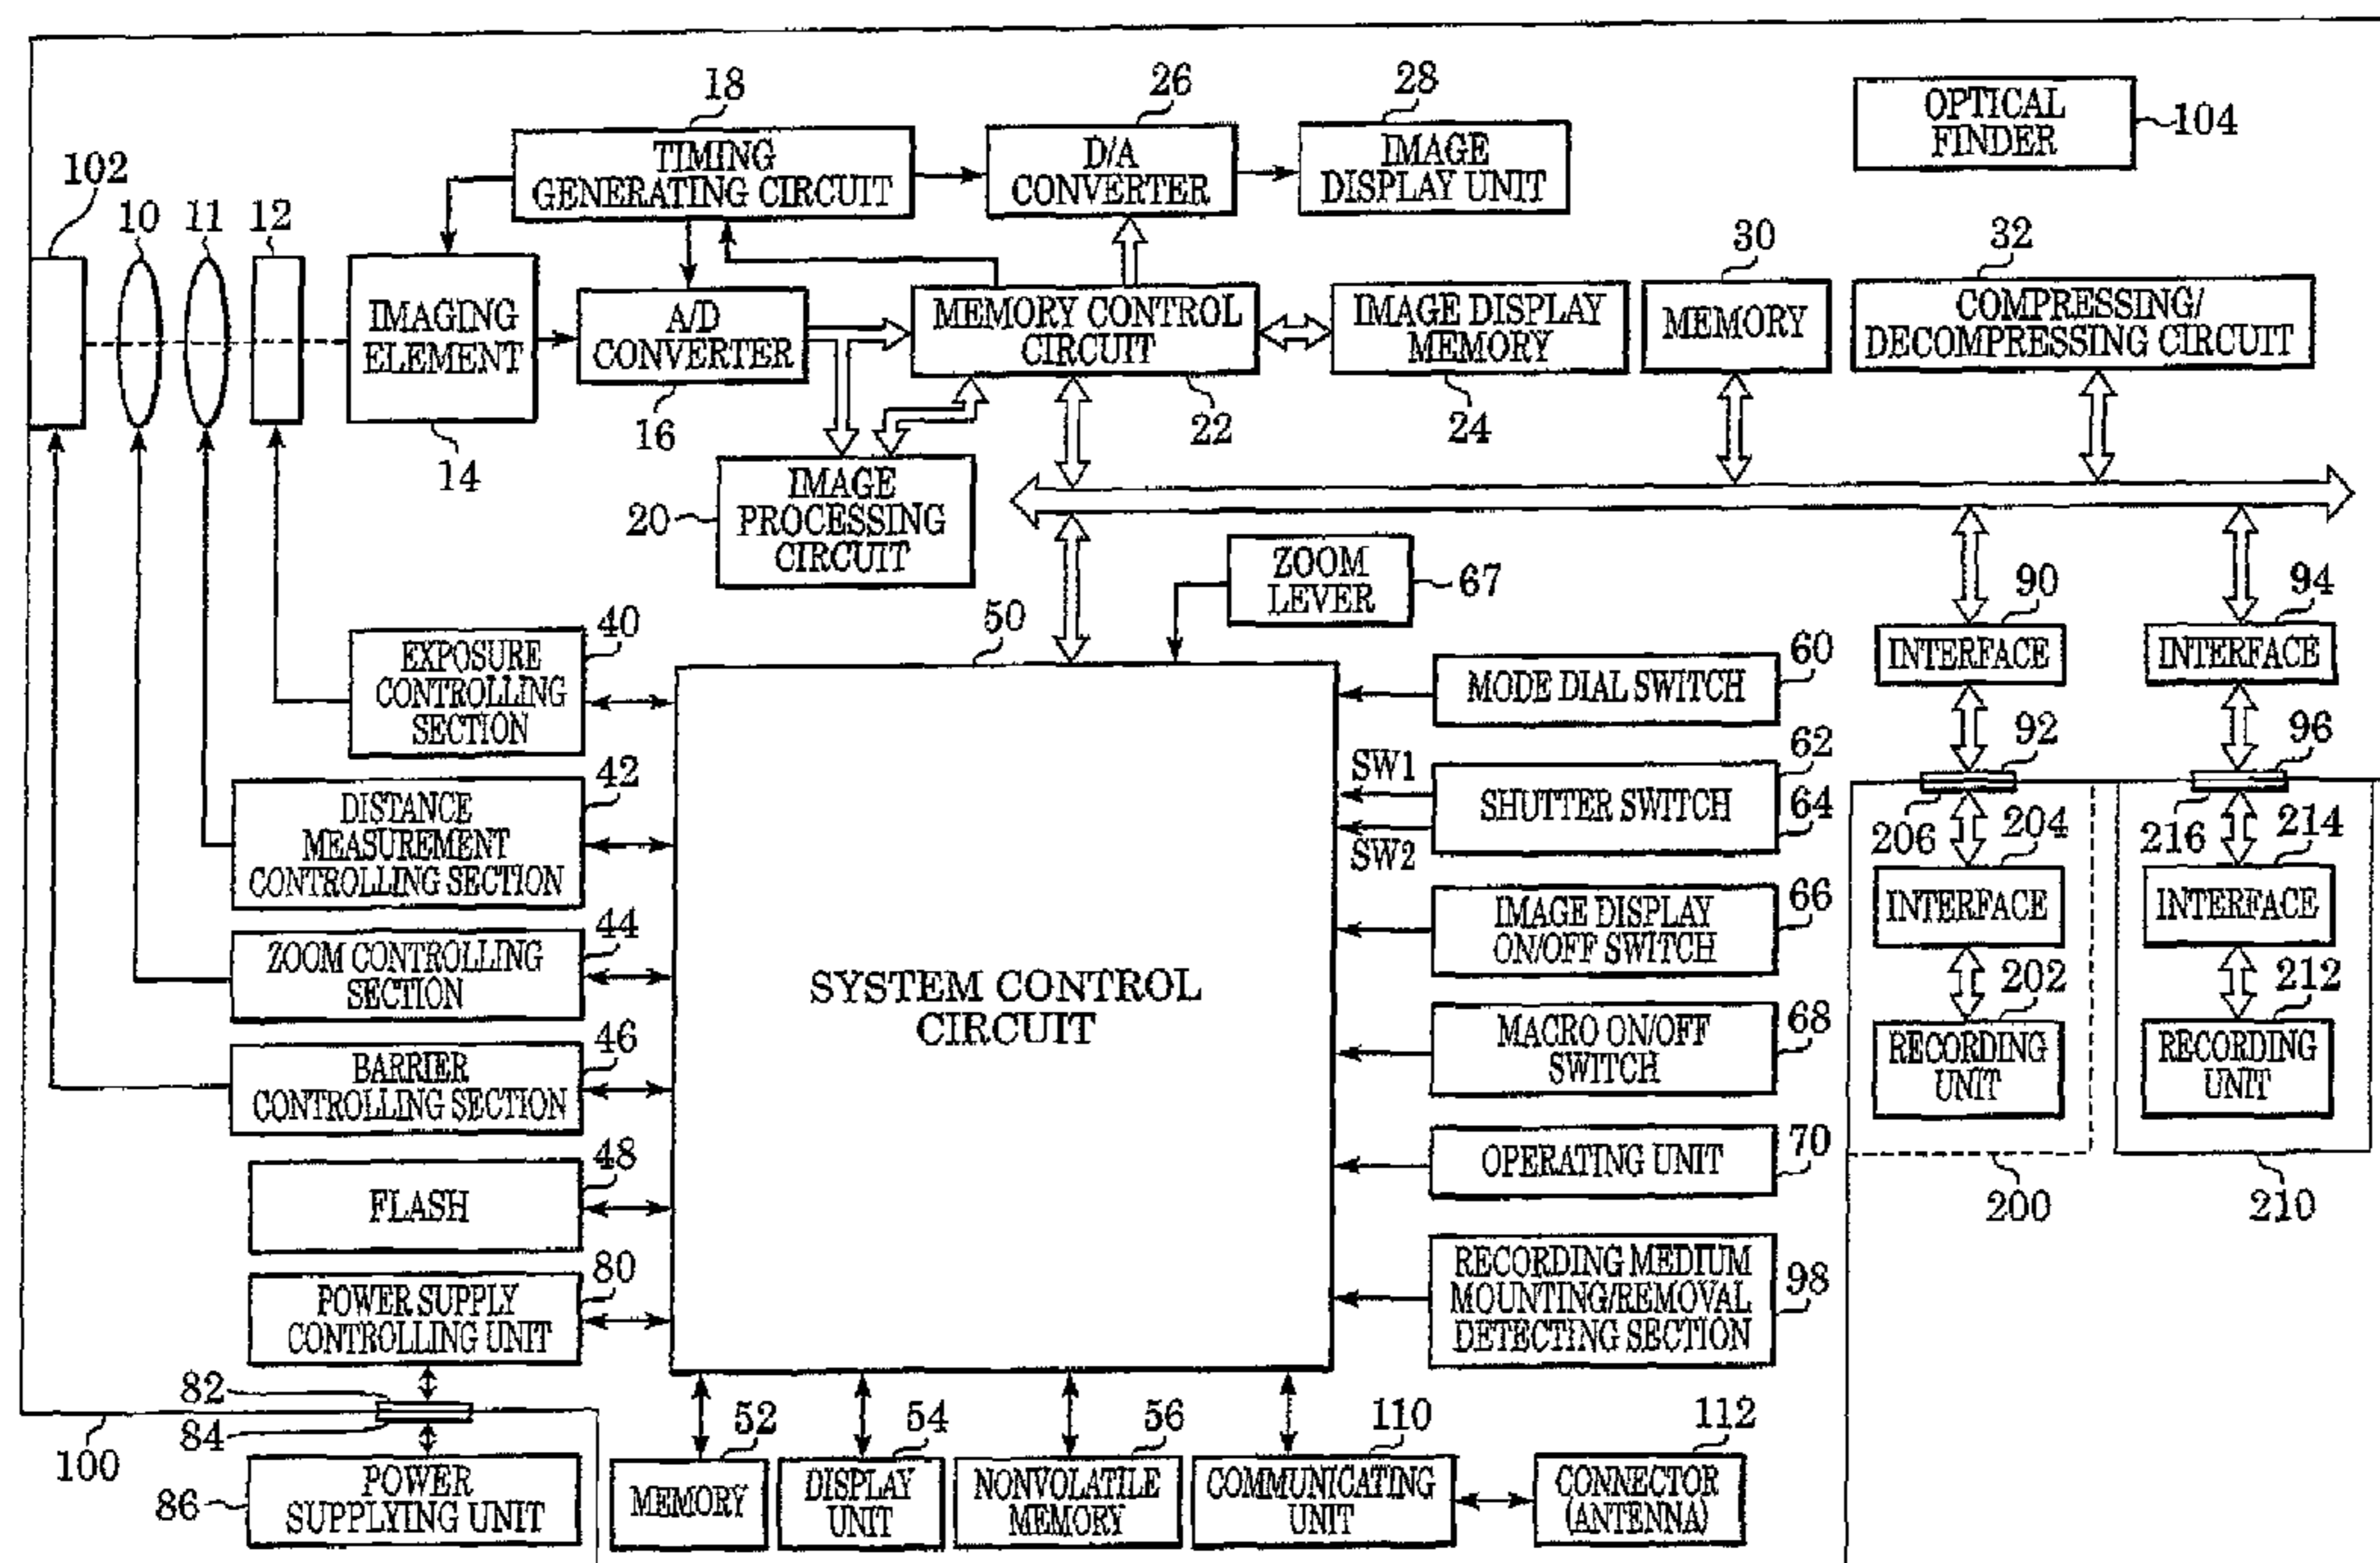 18
26
28
OPTICAL
FINDER
104
TIMING
GENERATING CIRCUIT
D/A
CONVERTER
IMAGE
DISPLAY UNIT
102
10
11
12
30
32
IMAGING
ELEMENT
A/D
CONVERTER
MEMORY CONTROL
CIRCUIT
IMAGE DISPLAY
MEMORY
MEMORY
COMPRESSING/
DECOMPRESSING CIRCUIT
14
16
22
24
20
IMAGE
PROCESSING
CIRCUIT
ZOOM
LEVER
67
90
94
INTERFACE
INTERFACE
40
EXPOSURE
CONTROLLING
SECTION
50
60
MODE DIAL SWITCH
92
96
42
DISTANCE
MEASUREMENT
CONTROLLING SECTION
SW1
SW2
62
SHUTTER SWITCH
64
206
204
216
214
INTERFACE
INTERFACE
44
ZOOM CONTROLLING
SECTION
SYSTEM CONTROL
CIRCUIT
66
IMAGE DISPLAY
ON/OFF SWITCH
202
212
RECORDING
UNIT
RECORDING
UNIT
46
BARRIER
CONTROLLING SECTION
68
MACRO ON/OFF
SWITCH
48
FLASH
70
OPERATING UNIT
200
210
80
POWER SUPPLY
CONTROLLING UNIT
RECORDING MEDIUM
MOUNTING/REMOVAL
DETECTING SECTION
98
82
84
100
86
POWER
SUPPLYING UNIT
52
MEMORY
54
DISPLAY
UNIT
56
NONVOLATILE
MEMORY
110
COMMUNICATING
UNIT
112
CONNECTOR
(ANTENNA)